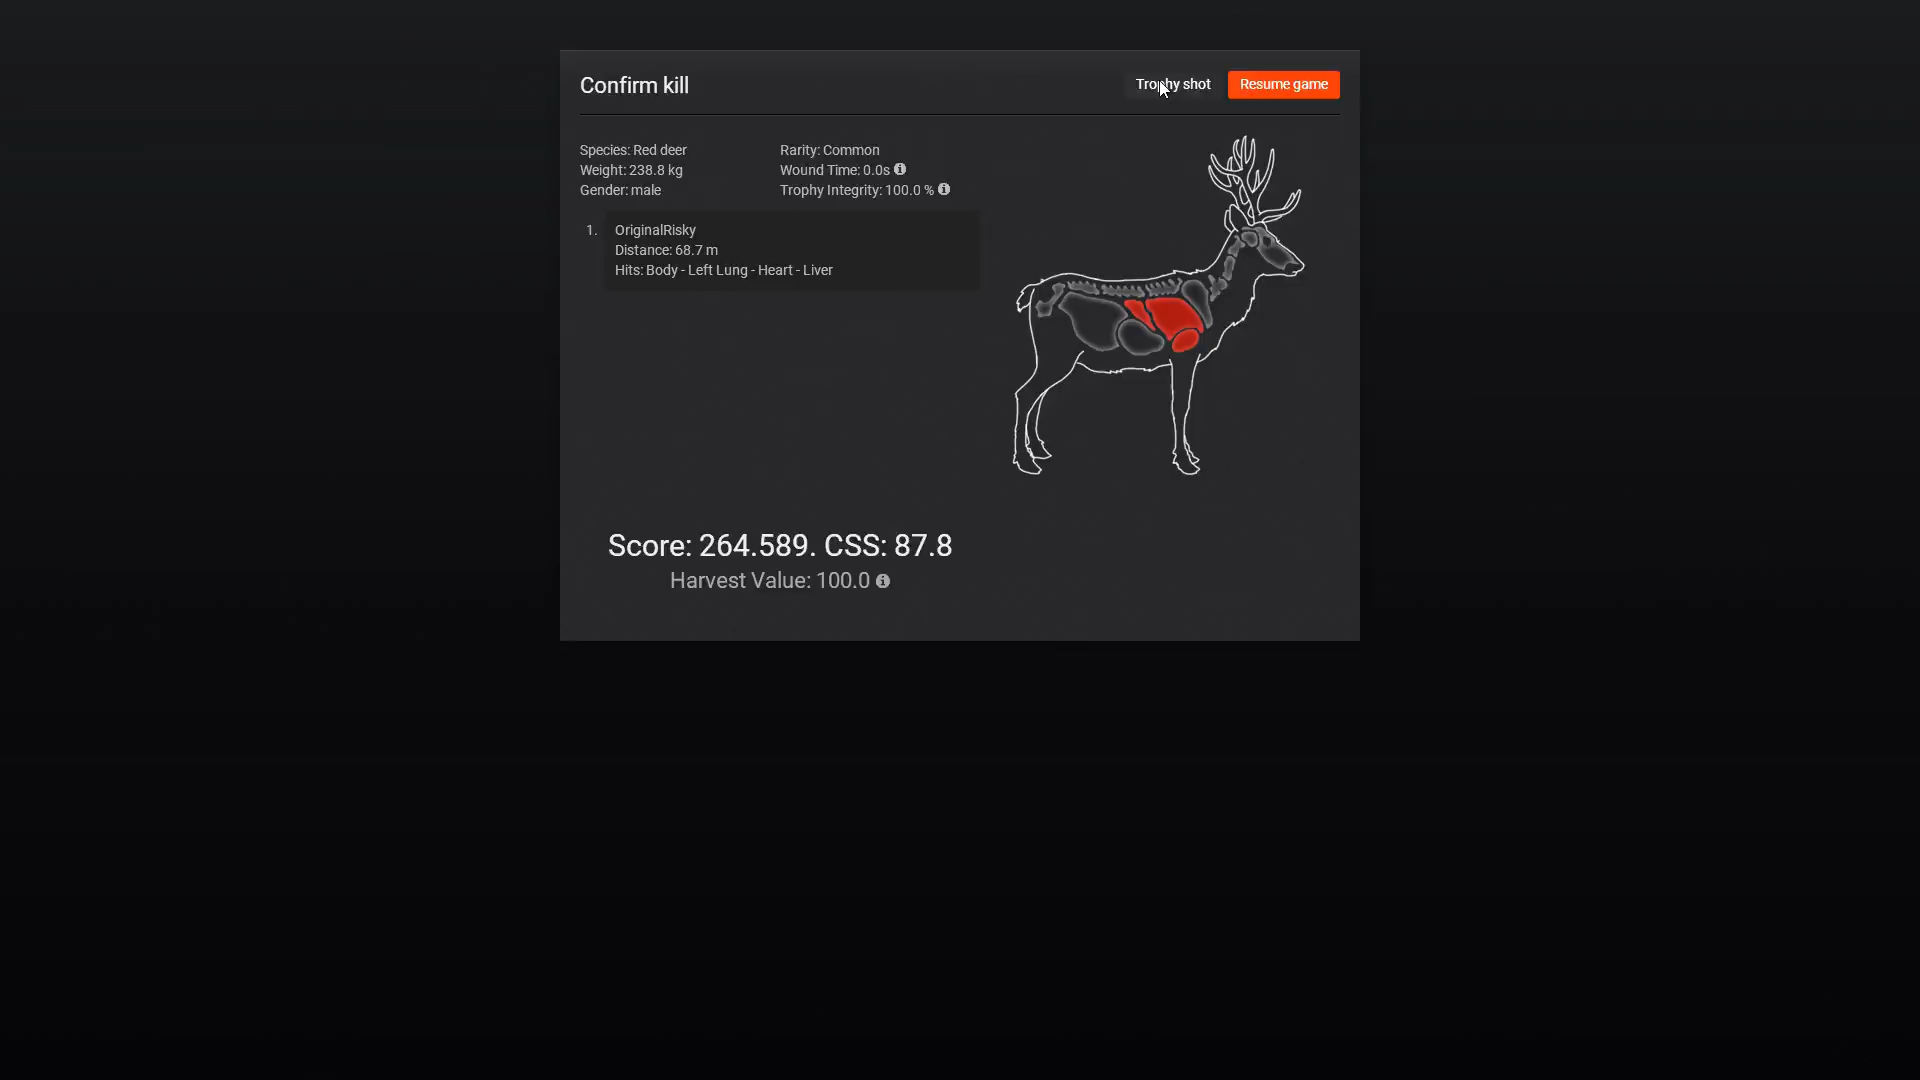 Confirm kill
Trophy shot
Resume game
Species: Red deer
Weight: 238.8 kg
Gender: male
Rarity: Common
Wound Time: 0.0s
Trophy Integrity: 100.0 %
1.
OriginalRisky
Distance: 68.7 m
Hits: Body - Left Lung - Heart - Liver
Score: 264.589. CSS: 87.8
Harvest Value: 100.0